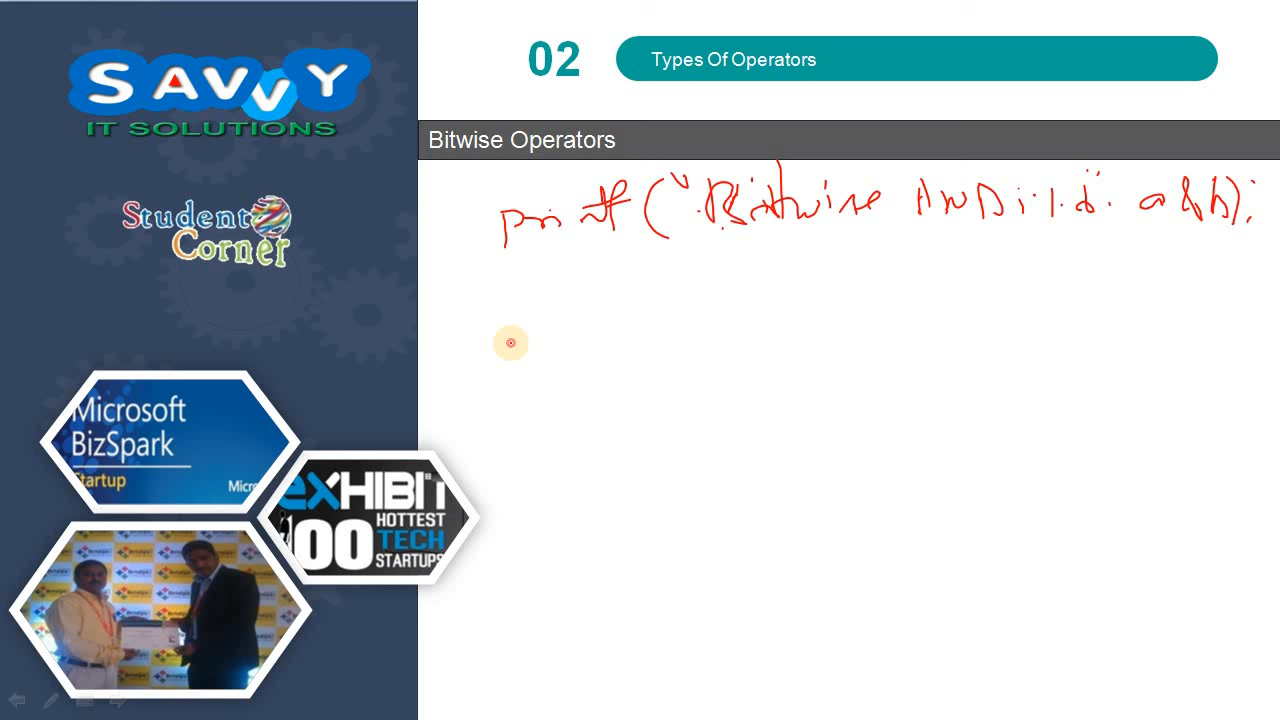 SAVVY
IT SOLUTIONS
Student
Corner
Microsoft
BizSpark
Startup
Micr
EXHIBIT
100 HOTTEST
TECH
STARTUPS
02
Types Of Operators
Bitwise Operators
printf ("Bitwise AND : %d" a&b);